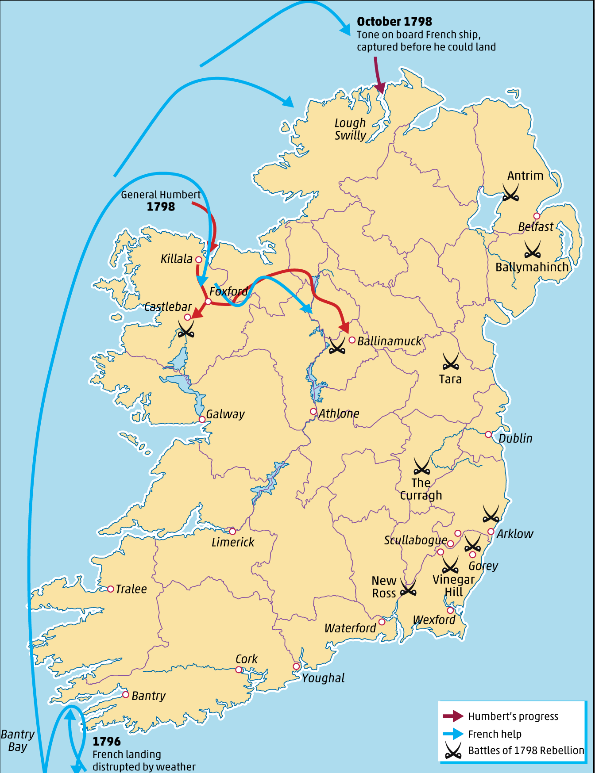 October 1798
Tone on board French ship,
captured before he could land
Lough
Swilly
Antrim
Belfast
Ballymahinch
General Humbert
1798
Killala
Foxford
Castlebar
Ballinamuck
Tara
Galway
Athlone
Dublin
The
Curragh
Arklow
Scullabogue
Gorey
Limerick
Vinegar
Hill
New
Ross
Tralee
Wexford
Waterford
Cork
Youghal
Bantry
Bantry
Bay
1796
French landing
distrupted by weather
Humbert's progress
French help
Battles of 1798 Rebellion